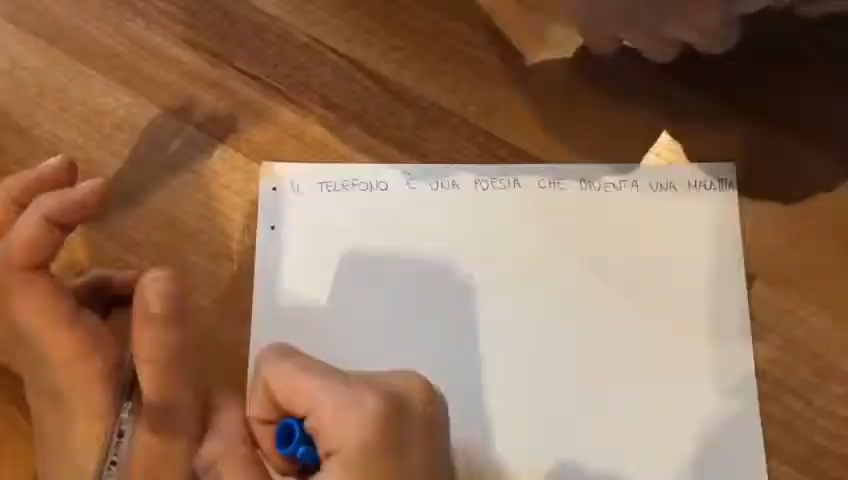 • IL TELEFONO È UNA POESIA CHE DIVENTA UNA MALATTIA
•